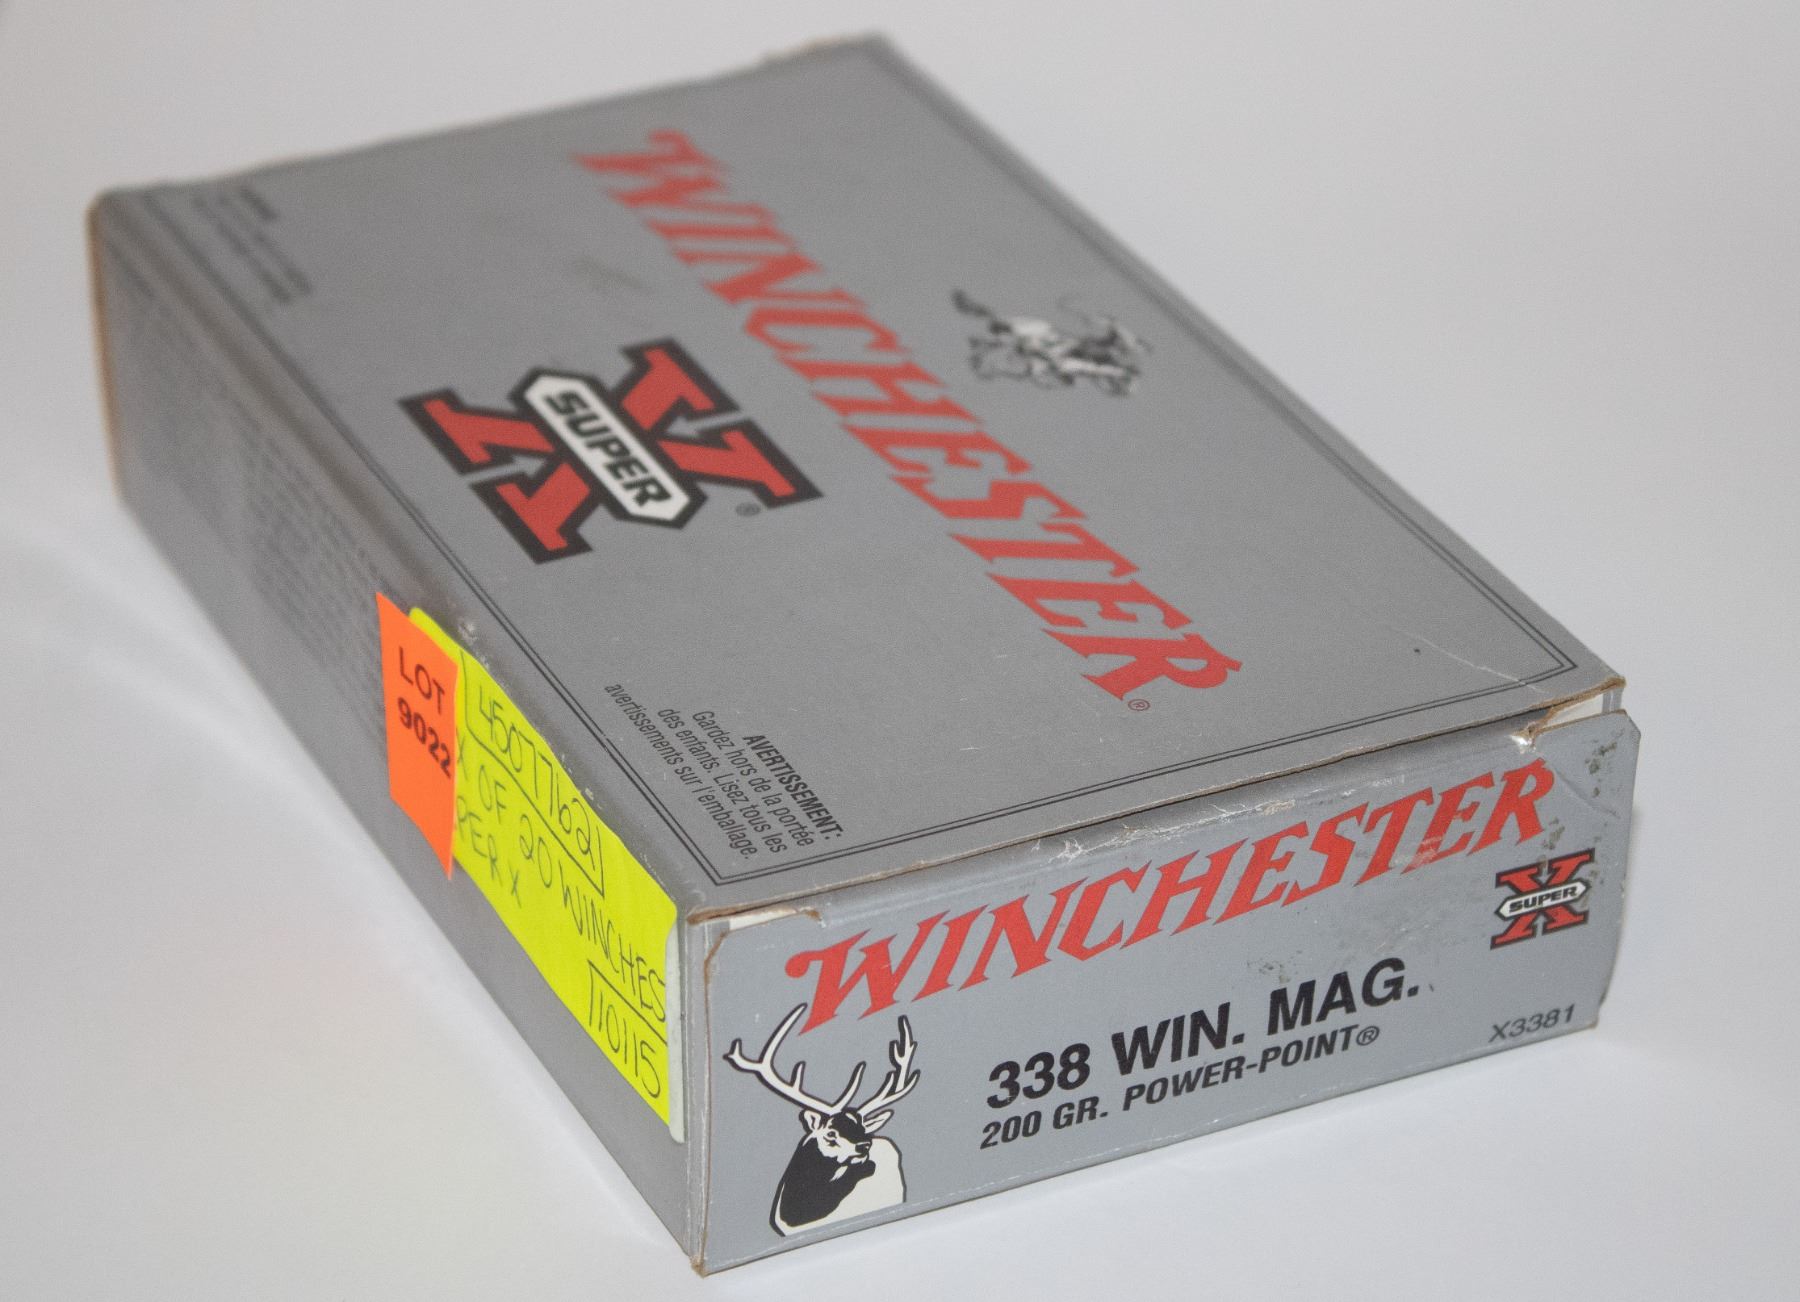 WINCHESTER®
SUPER X®
AVERTISSEMENT:
Gardez hors de la portée
des enfants. Lisez tous les
avertissements sur l'emballage.
LOT
9022
45077162
X OF 20 WINCHES
PER X
110115
WINCHESTER
SUPER X
338 WIN. MAG.
200 GR. POWER-POINT®
X3381